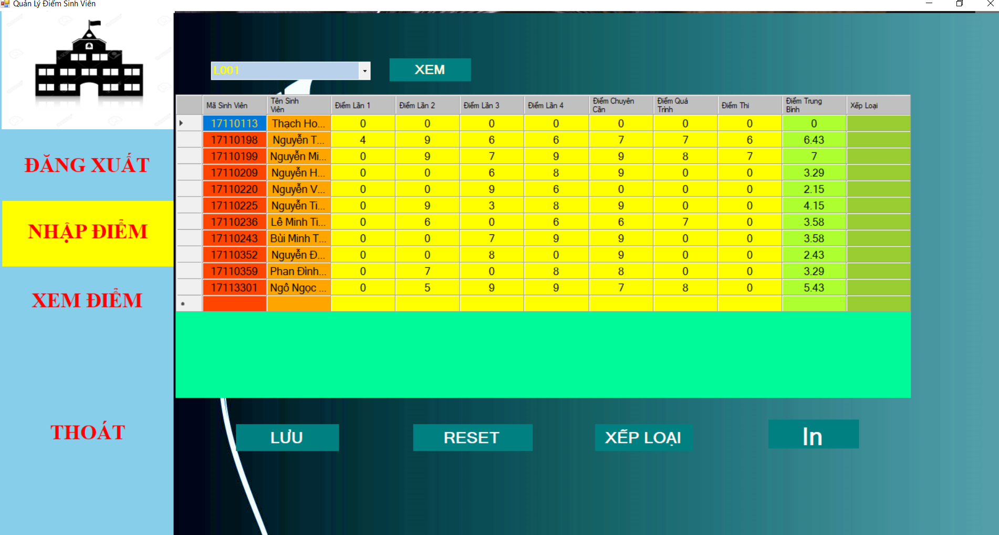 Quản Lý Điểm Sinh Viên
ĐĂNG XUẤT
NHẬP ĐIỂM
XEM ĐIỂM
THOÁT
L001
XEM
Mã Sinh Viên Tên Sinh Viên Điểm Lần 1 Điểm Lần 2 Điểm Lần 3 Điểm Lần 4 Điểm Chuyên Cần Điểm Quá Trình Điểm Thi Điểm Trung Bình Xếp Loại
17110113 Thạch Ho... 0 0 0 0 0 0 0 0
17110198 Nguyễn T... 4 9 6 6 7 7 6 6.43
17110199 Nguyễn Mi... 0 9 7 9 9 8 7 7
17110209 Nguyễn H... 0 0 6 8 9 0 0 3.29
17110220 Nguyễn V... 0 0 9 6 0 0 0 2.15
17110225 Nguyễn Ti... 0 9 3 8 9 0 0 4.15
17110236 Lê Minh Ti... 0 6 0 6 6 7 0 3.58
17110243 Bùi Minh T... 0 0 7 9 9 0 0 3.58
17110352 Nguyễn Đ... 0 0 8 0 9 0 0 2.43
17110359 Phan Đình... 0 7 0 8 8 0 0 3.29
17113301 Ngô Ngọc ... 0 5 9 9 7 8 0 5.43
LƯU
RESET
XẾP LOẠI
In